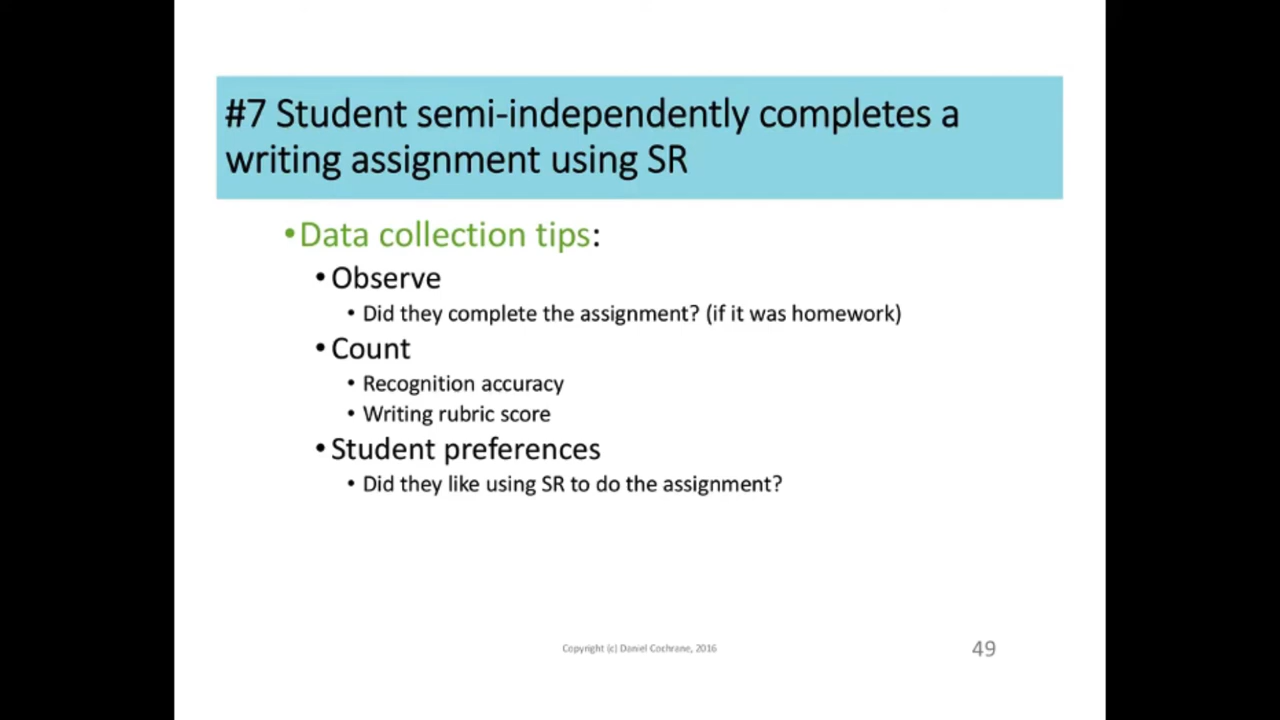 #7 Student semi-independently completes a
writing assignment using SR
•Data collection tips:
•Observe
• Did they complete the assignment? (if it was homework)
•Count
• Recognition accuracy
• Writing rubric score
•Student preferences
• Did they like using SR to do the assignment?
Copyright (c) Daniel Cochrane, 2016
49